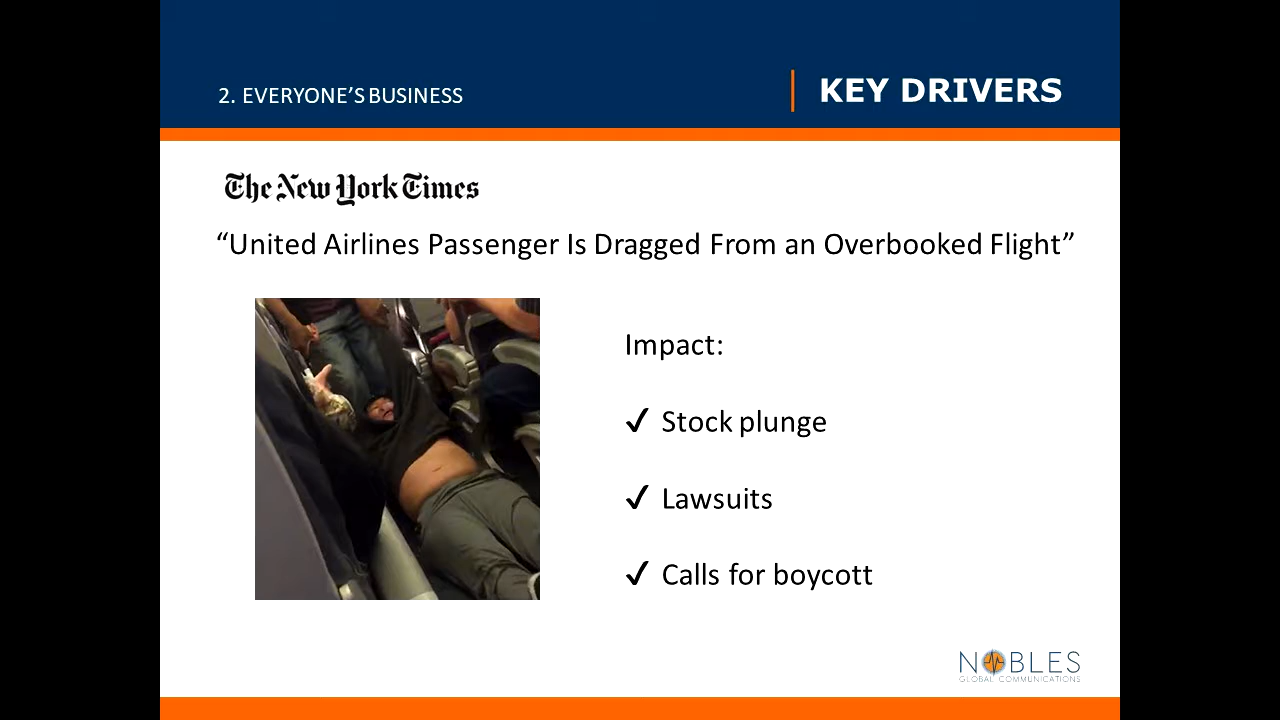 2. EVERYONE'S BUSINESS
KEY DRIVERS
The New York Times
“United Airlines Passenger Is Dragged From an Overbooked Flight”
Impact:
✓ Stock plunge
✓ Lawsuits
✓ Calls for boycott
NOBLES
GLOBAL COMMUNICATIONS